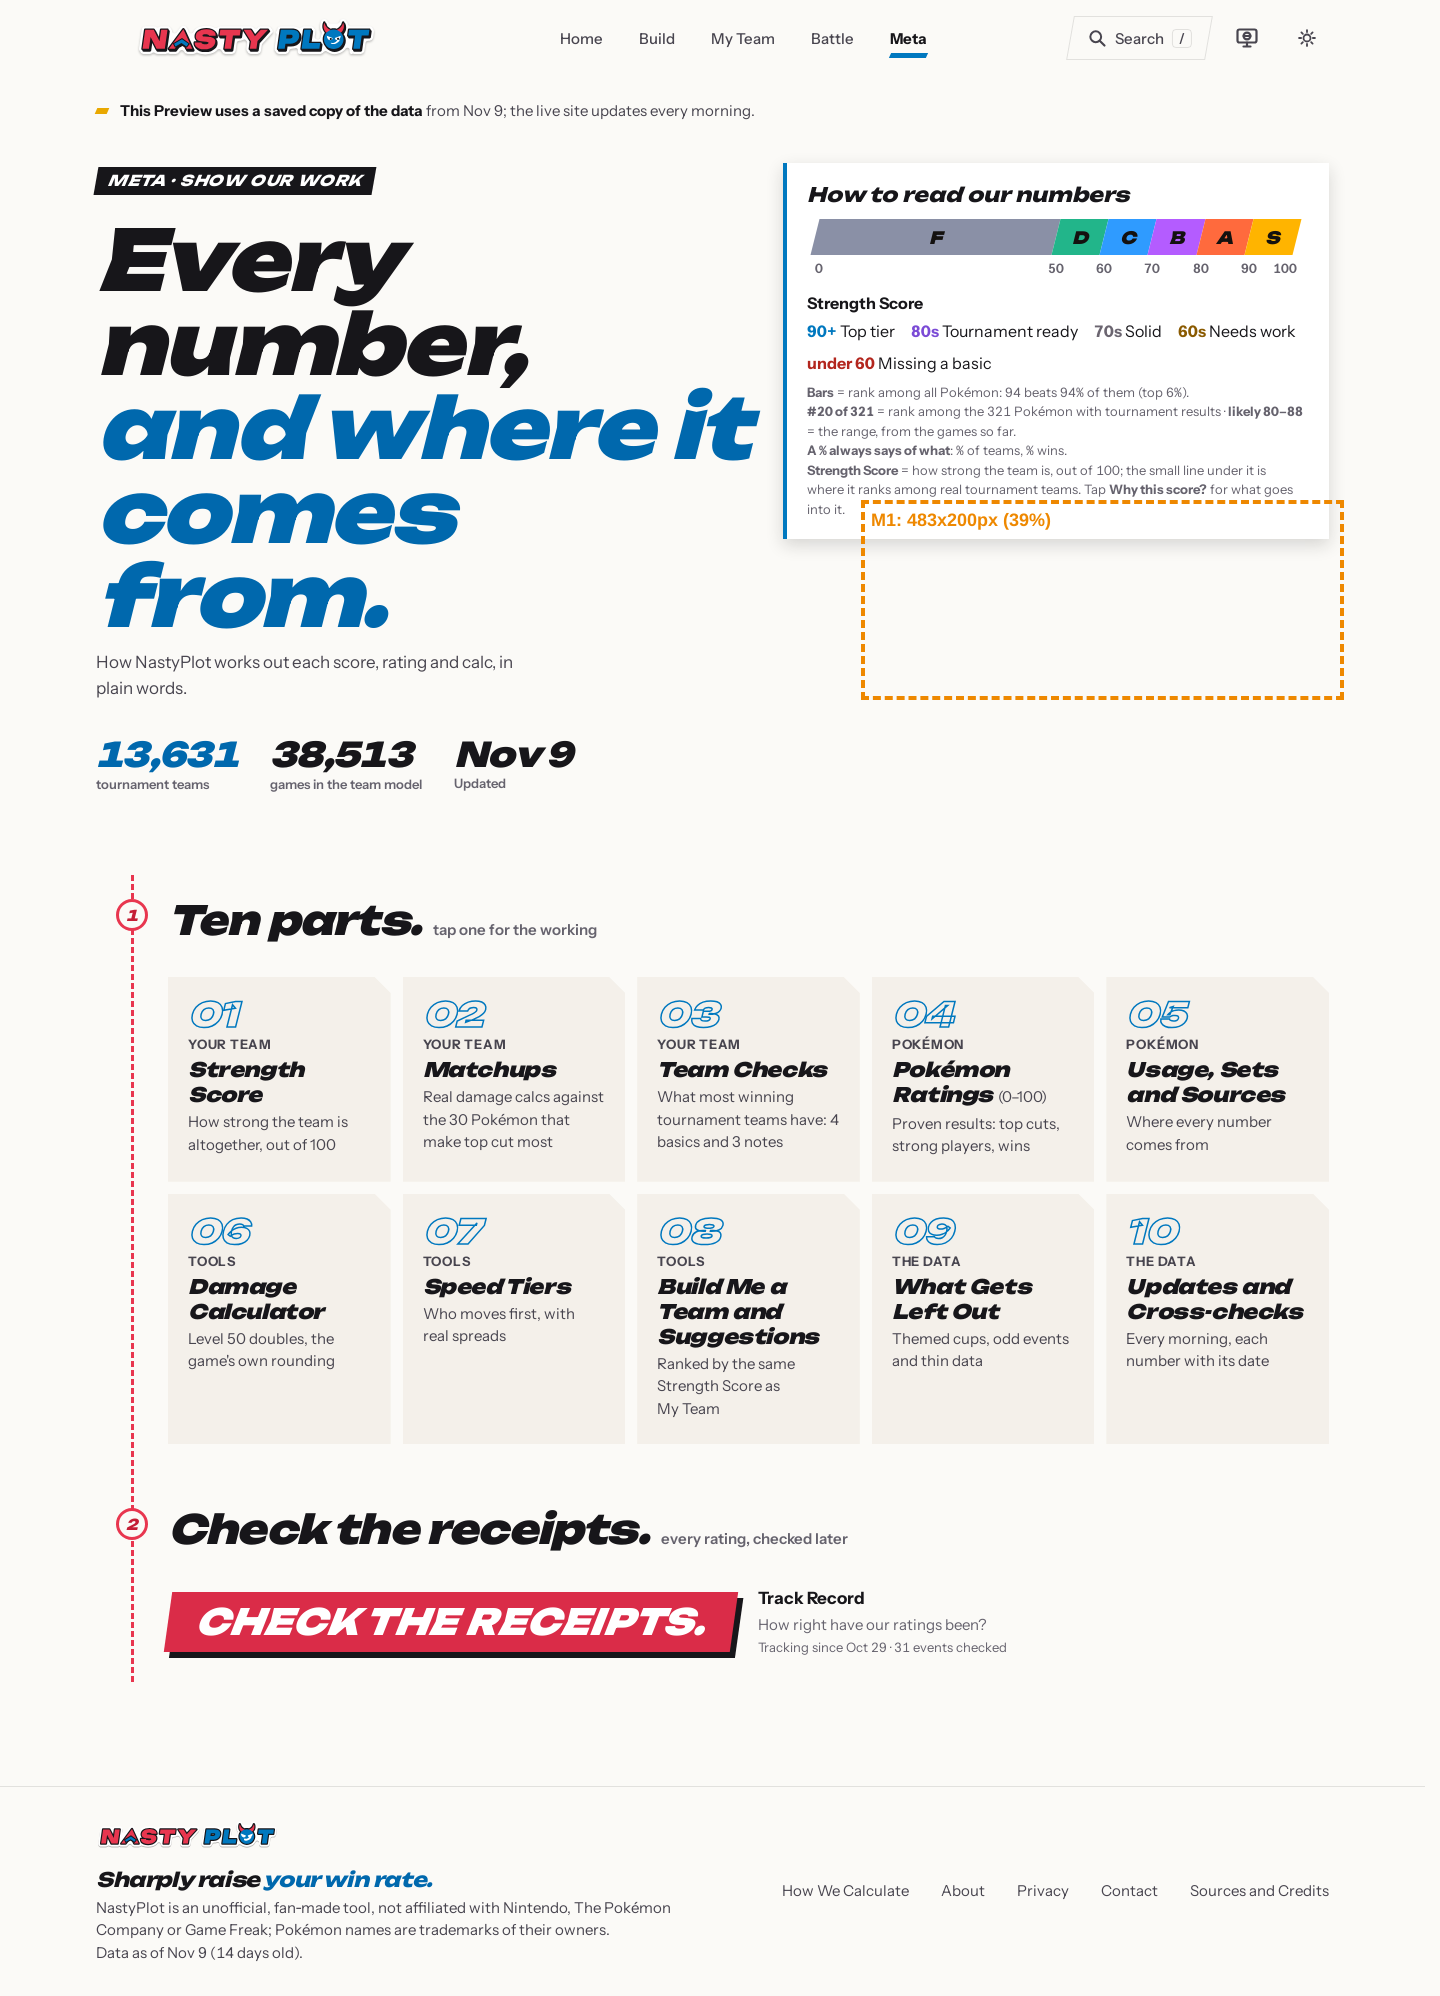 NASTY PLOT
Home
Build
My Team
Battle
Meta
Search /
This Preview uses a saved copy of the data from Nov 9; the live site updates every morning.
META · SHOW OUR WORK
Every
number,
and where it
comes
from.
How NastyPlot works out each score, rating and calc, in
plain words.
13,631
tournament teams
38,513
games in the team model
Nov 9
Updated
How to read our numbers
F D C B A S
0 50 60 70 80 90 100
Strength Score
90+ Top tier 80s Tournament ready 70s Solid 60s Needs work
under 60 Missing a basic
Bars = rank among all Pokémon: 94 beats 94% of them (top 6%).
#20 of 321 = rank among the 321 Pokémon with tournament results · likely 80–88
= the range, from the games so far.
A % always says of what: % of teams, % wins.
Strength Score = how strong the team is, out of 100; the small line under it is
where it ranks among real tournament teams. Tap Why this score? for what goes
into it.
M1: 483x200px (39%)
1
Ten parts. tap one for the working
01
YOUR TEAM
Strength
Score
How strong the team is
altogether, out of 100
02
YOUR TEAM
Matchups
Real damage calcs against
the 30 Pokémon that
make top cut most
03
YOUR TEAM
Team Checks
What most winning
tournament teams have: 4
basics and 3 notes
04
POKÉMON
Pokémon
Ratings (0–100)
Proven results: top cuts,
strong players, wins
05
POKÉMON
Usage, Sets
and Sources
Where every number
comes from
06
TOOLS
Damage
Calculator
Level 50 doubles, the
game's own rounding
07
TOOLS
Speed Tiers
Who moves first, with
real spreads
08
TOOLS
Build Me a
Team and
Suggestions
Ranked by the same
Strength Score as
My Team
09
THE DATA
What Gets
Left Out
Themed cups, odd events
and thin data
10
THE DATA
Updates and
Cross-checks
Every morning, each
number with its date
2
Check the receipts. every rating, checked later
CHECK THE RECEIPTS.
Track Record
How right have our ratings been?
Tracking since Oct 29 · 31 events checked
NASTY PLOT
Sharply raise your win rate.
NastyPlot is an unofficial, fan-made tool, not affiliated with Nintendo, The Pokémon
Company or Game Freak; Pokémon names are trademarks of their owners.
Data as of Nov 9 (14 days old).
How We Calculate
About
Privacy
Contact
Sources and Credits